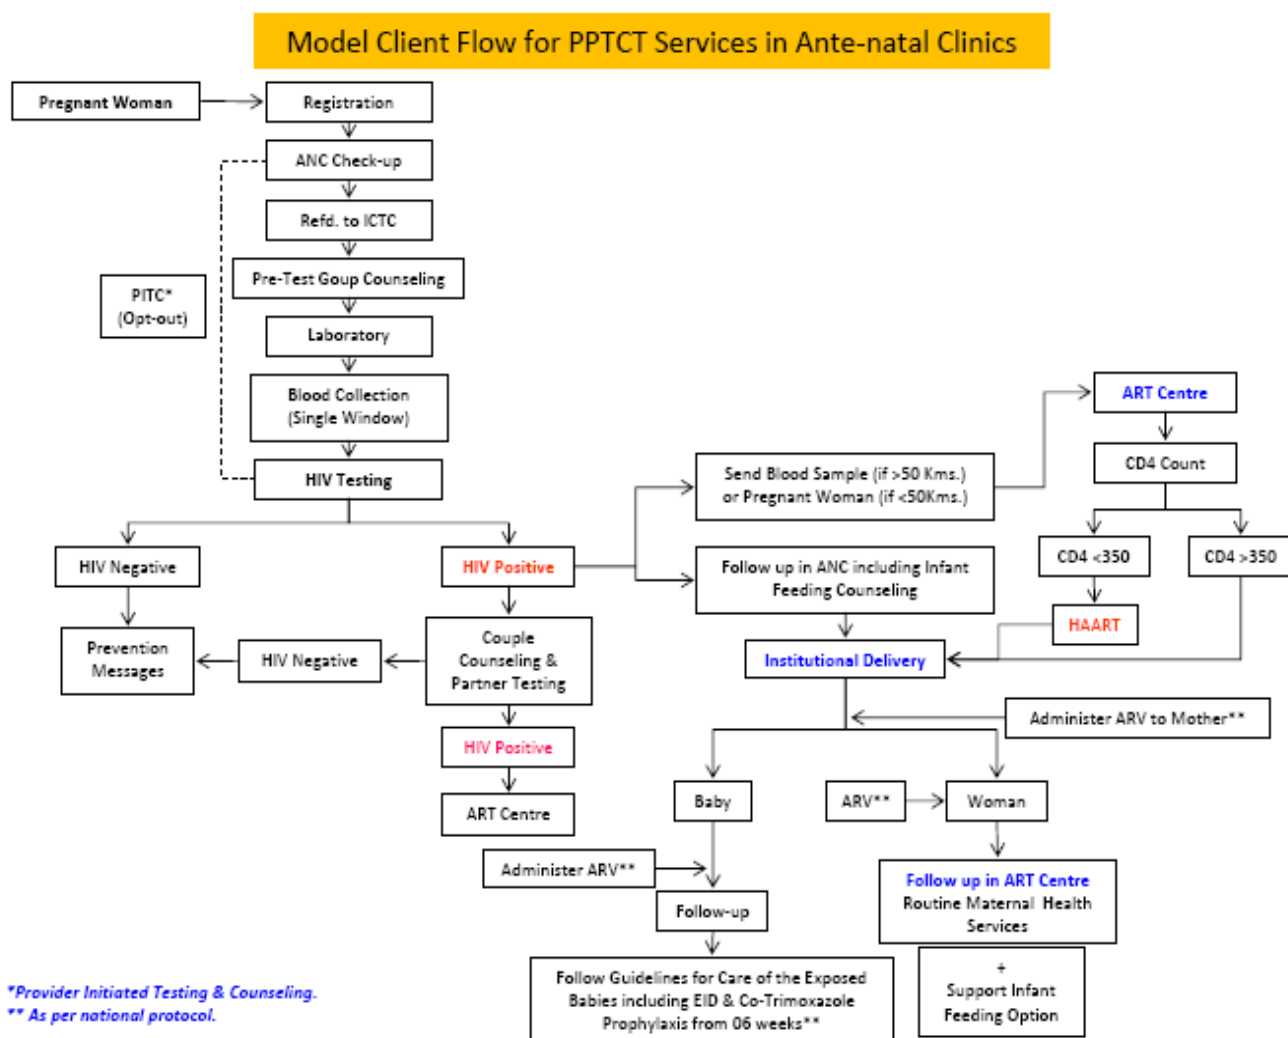 Model Client Flow for PPTCT Services in Ante-natal Clinics
Pregnant Woman
Registration
ANC Check-up
Refd. to ICTC
Pre-Test Goup Counseling
PITC*
(Opt-out)
Laboratory
Blood Collection
(Single Window)
HIV Testing
HIV Negative
HIV Positive
Prevention
Messages
HIV Negative
Couple
Counseling &
Partner Testing
HIV Positive
ART Centre
Send Blood Sample (if >50 Kms.)
or Pregnant Woman (if <50Kms.)
ART Centre
CD4 Count
CD4 <350
CD4 >350
HAART
Follow up in ANC including Infant
Feeding Counseling
Institutional Delivery
Administer ARV to Mother**
Baby
ARV**
Woman
Administer ARV**
Follow-up
Follow Guidelines for Care of the Exposed
Babies including EID & Co-Trimoxazole
Prophylaxis from 06 weeks**
Follow up in ART Centre
Routine Maternal Health
Services
+
Support Infant
Feeding Option
*Provider Initiated Testing & Counseling.
** As per national protocol.